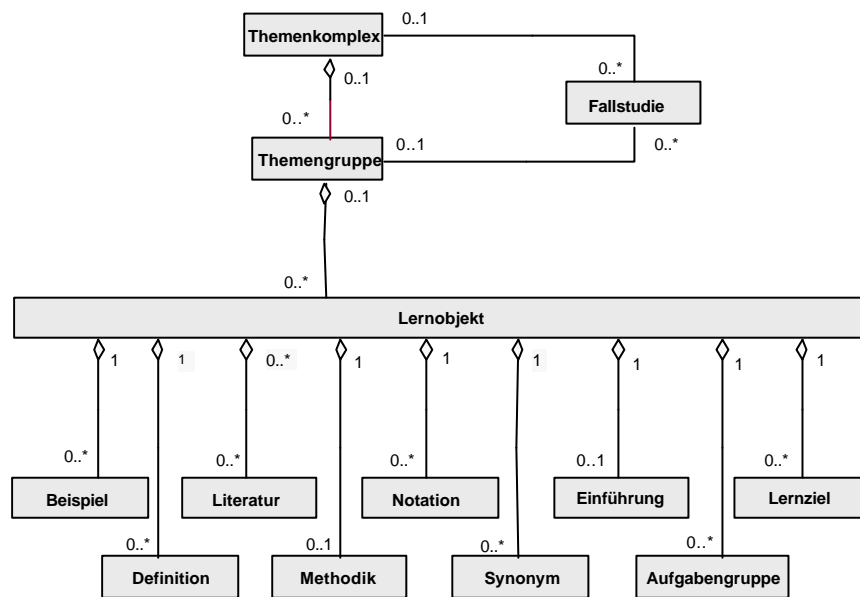 0..1
Themenkomplex
0..1
0..*
Fallstudie
0..*
0..1
0..*
Themengruppe
0..1
0..*
Lernobjekt
1
1
0..*
1
1
1
1
1
1
0..*
0..*
0..*
0..1
0..*
Beispiel
Literatur
Notation
Einführung
Lernziel
0..*
0..1
0..*
0..*
Definition
Methodik
Synonym
Aufgabengruppe